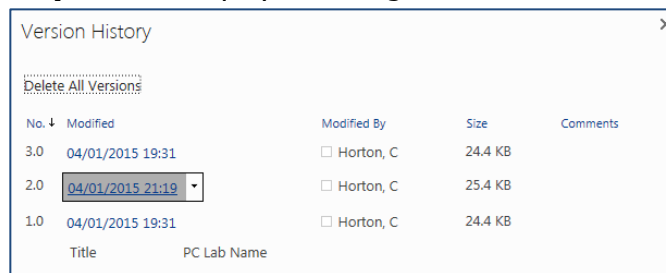 Version History
Delete All Versions
No. Modified Modified By Size Comments
3.0 04/01/2015 19:31 Horton, C 24.4 KB
2.0 04/01/2015 21:19 Horton, C 25.4 KB
1.0 04/01/2015 19:31 Horton, C 24.4 KB
Title PC Lab Name